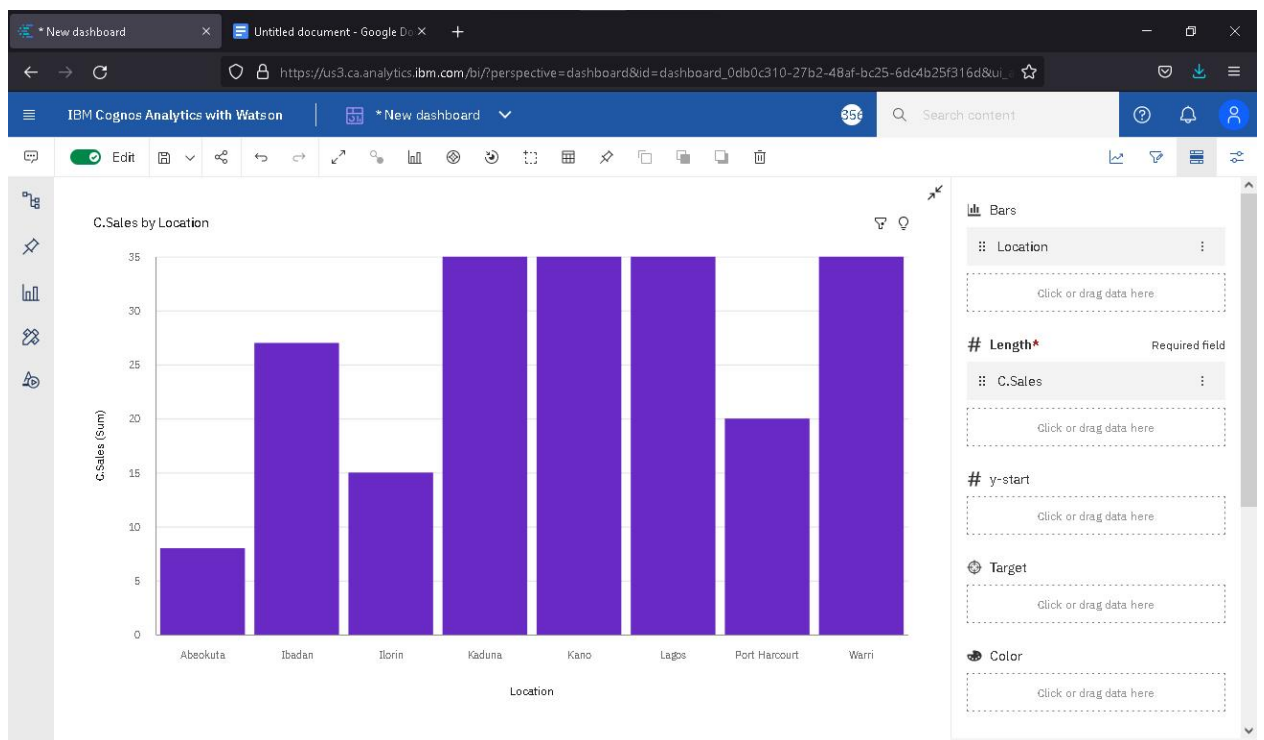 * New dashboard
Untitled document - Google Do
https://us3.ca.analytics.ibm.com/bi/?perspective=dashboard&id=dashboard_0db0c310-27b2-48af-bc25-6dc4b25f316d&ui_a
IBM Cognos Analytics with Watson
* New dashboard
356
Search content
Edit
C.Sales by Location
35
30
25
20
15
10
5
0
C.Sales (Sum)
Abeokuta Ibadan Ilorin Kaduna Kano Lagos Port Harcourt Warri
Location
Bars
Location
Click or drag data here
# Length*
Required field
C.Sales
Click or drag data here
# y-start
Click or drag data here
Target
Click or drag data here
Color
Click or drag data here